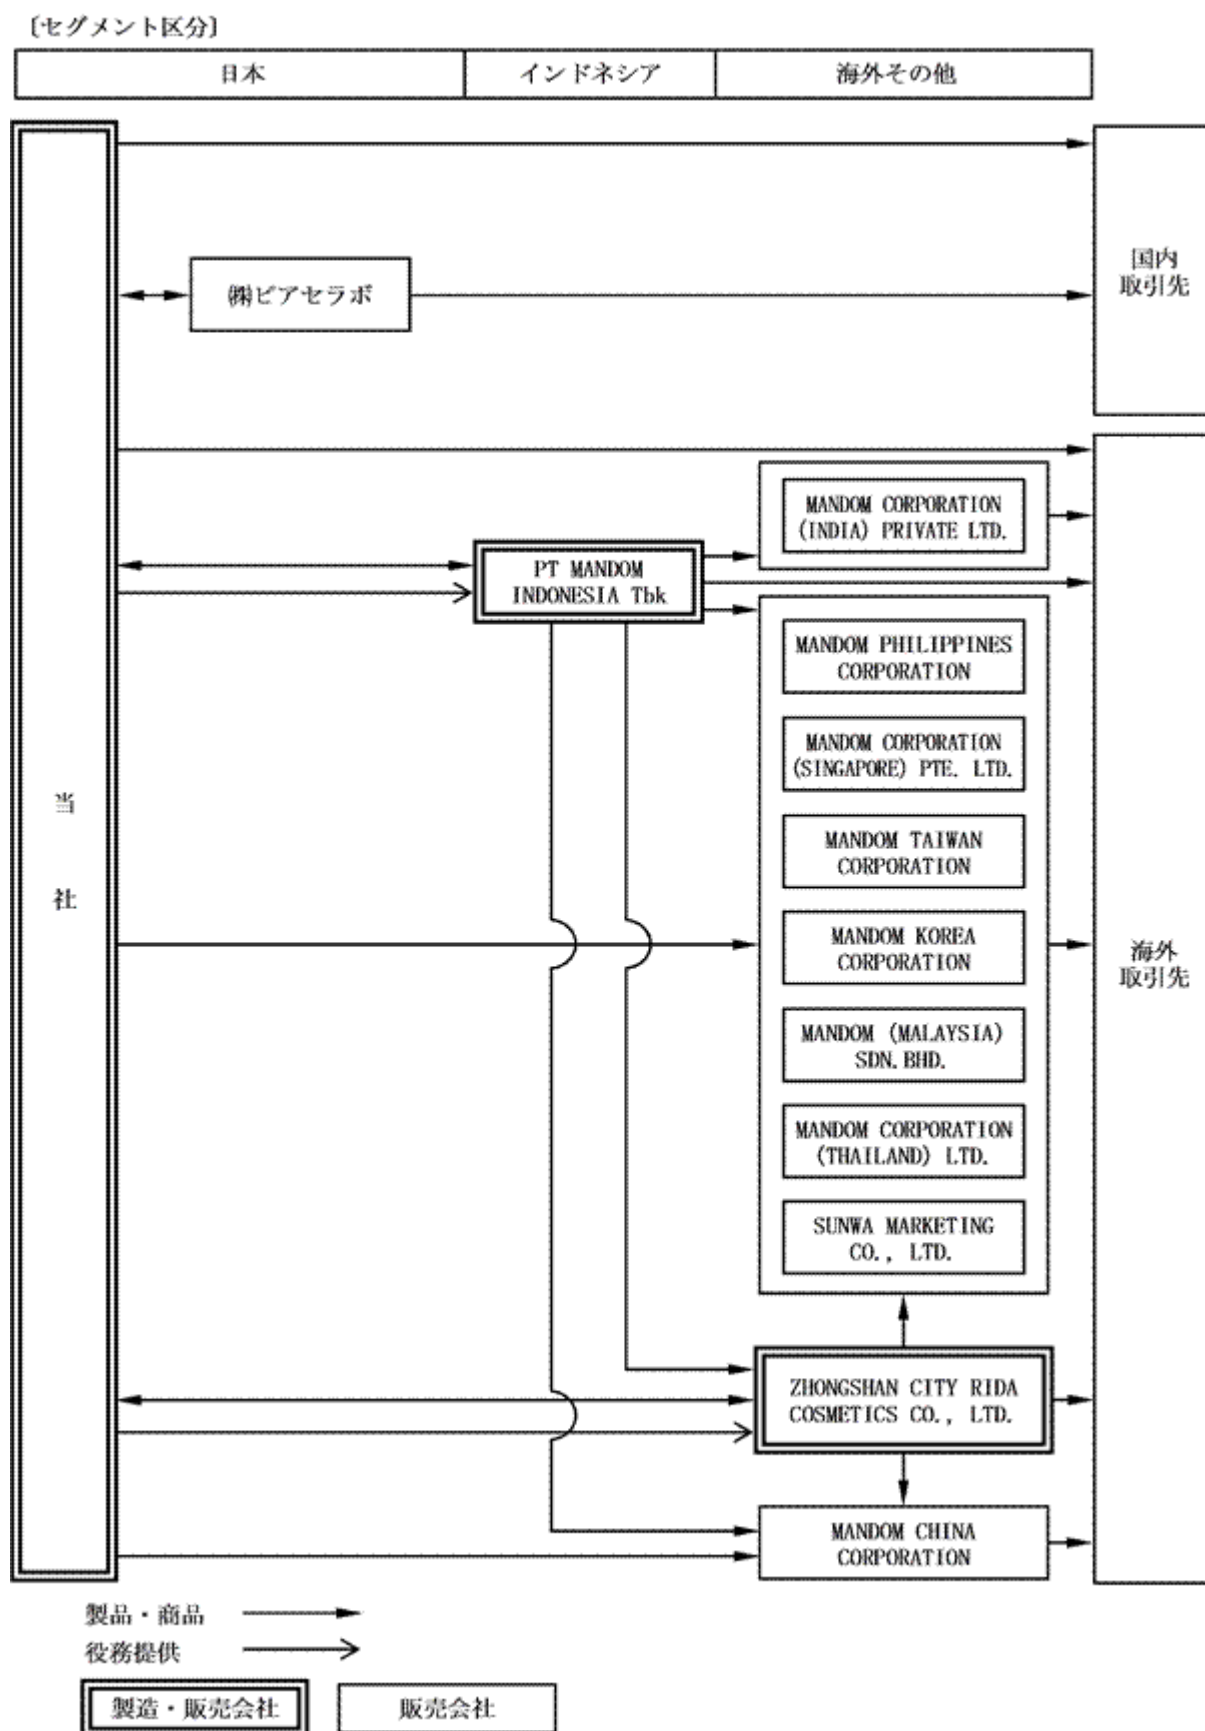 〔セグメント区分〕
日本
インドネシア
海外その他
国内
取引先
㈱ピアセラボ
MANDOM CORPORATION
(INDIA) PRIVATE LTD.
PT MANDOM
INDONESIA Tbk
MANDOM PHILIPPINES
CORPORATION
MANDOM CORPORATION
(SINGAPORE) PTE. LTD.
当
社
MANDOM TAIWAN
CORPORATION
MANDOM KOREA
CORPORATION
海外
取引先
MANDOM (MALAYSIA)
SDN.BHD.
MANDOM CORPORATION
(THAILAND) LTD.
SUNWA MARKETING
CO., LTD.
ZHONGSHAN CITY RIDA
COSMETICS CO., LTD.
MANDOM CHINA
CORPORATION
製品・商品
役務提供
製造・販売会社
販売会社